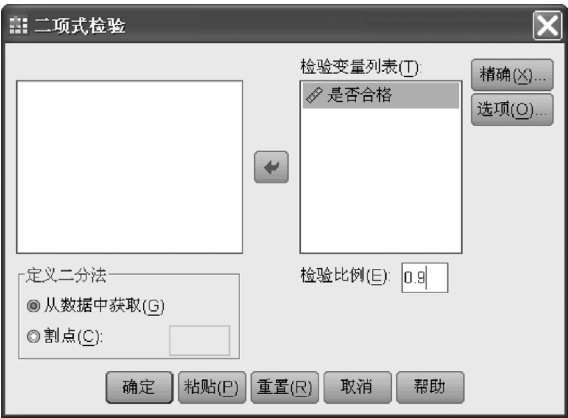 二项式检验
检验变量列表(T):
是否合格
精确(X)...
选项(O)...
定义二分法
从数据中获取(G)
割点(C):
检验比例(E): 0.9
确定 粘贴(P) 重置(R) 取消 帮助